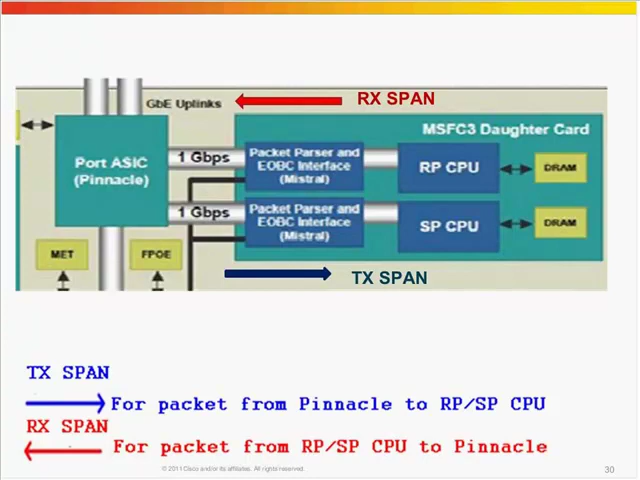 GbE Uplinks
RX SPAN
MSFC3 Daughter Card
Port ASIC
(Pinnacle)
1 Gbps
Packet Parser and
EOBC Interface
(Mistral)
RP CPU
DRAM
1 Gbps
Packet Parser and
EOBC Interface
(Mistral)
SP CPU
DRAM
MET
FPOE
TX SPAN
TX SPAN
For packet from Pinnacle to RP/SP CPU
RX SPAN
For packet from RP/SP CPU to Pinnacle
© 2011 Cisco and/or its affiliates. All rights reserved.
30